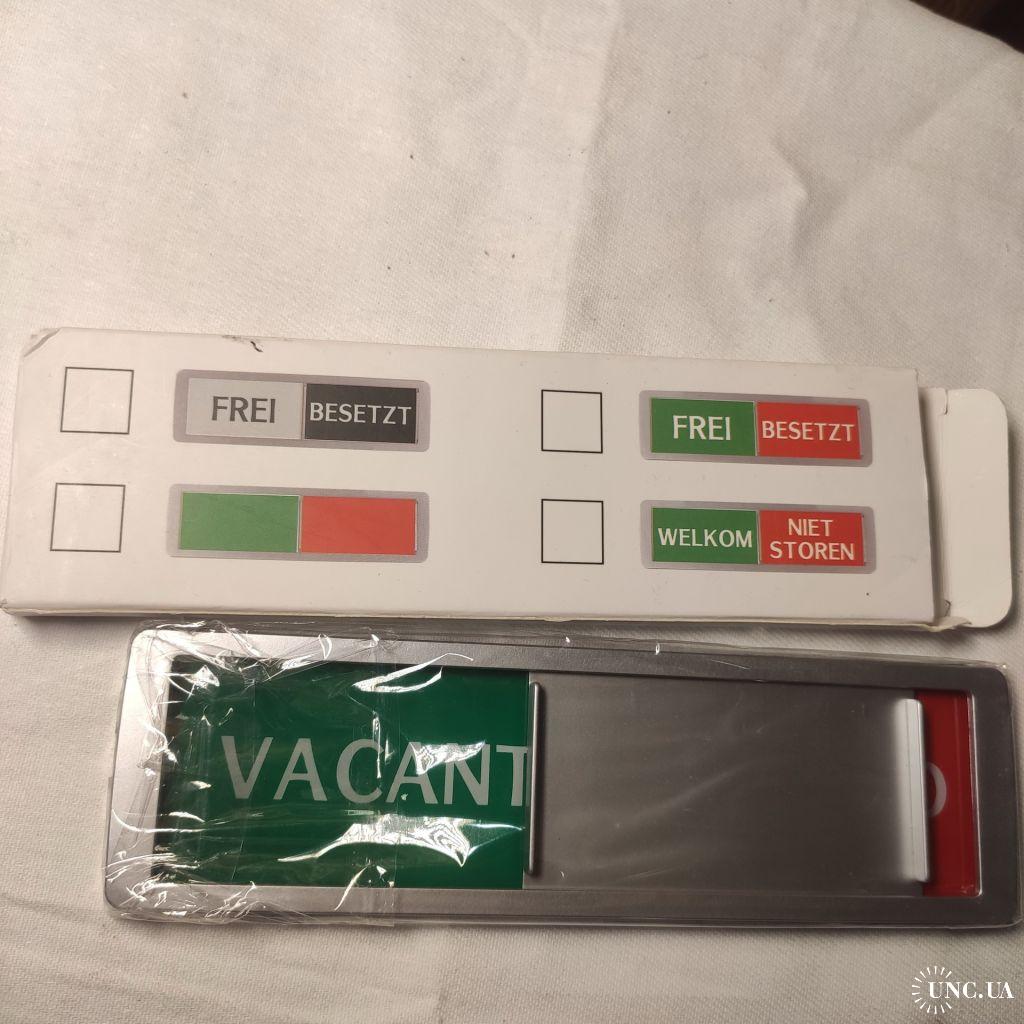 FREI BESETZT
FREI BESETZT
WELKOM NIET STOREN
VACANT
UNC.UA